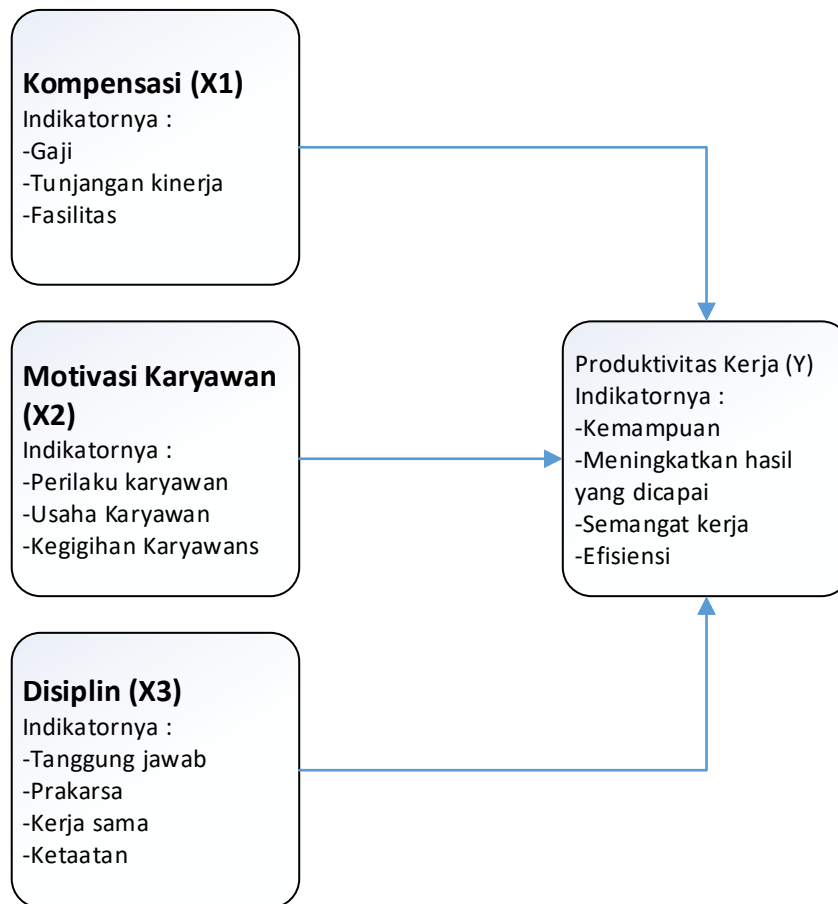 Kompensasi (X1)
Indikatornya :
-Gaji
-Tunjangan kinerja
-Fasilitas
Motivasi Karyawan
(X2)
Indikatornya :
-Perilaku karyawan
-Usaha Karyawan
-Kegigihan Karyawans
Disiplin (X3)
Indikatornya :
-Tanggung jawab
-Prakarsa
-Kerja sama
-Ketaatan
Produktivitas Kerja (Y)
Indikatornya :
-Kemampuan
-Meningkatkan hasil
yang dicapai
-Semangat kerja
-Efisiensi